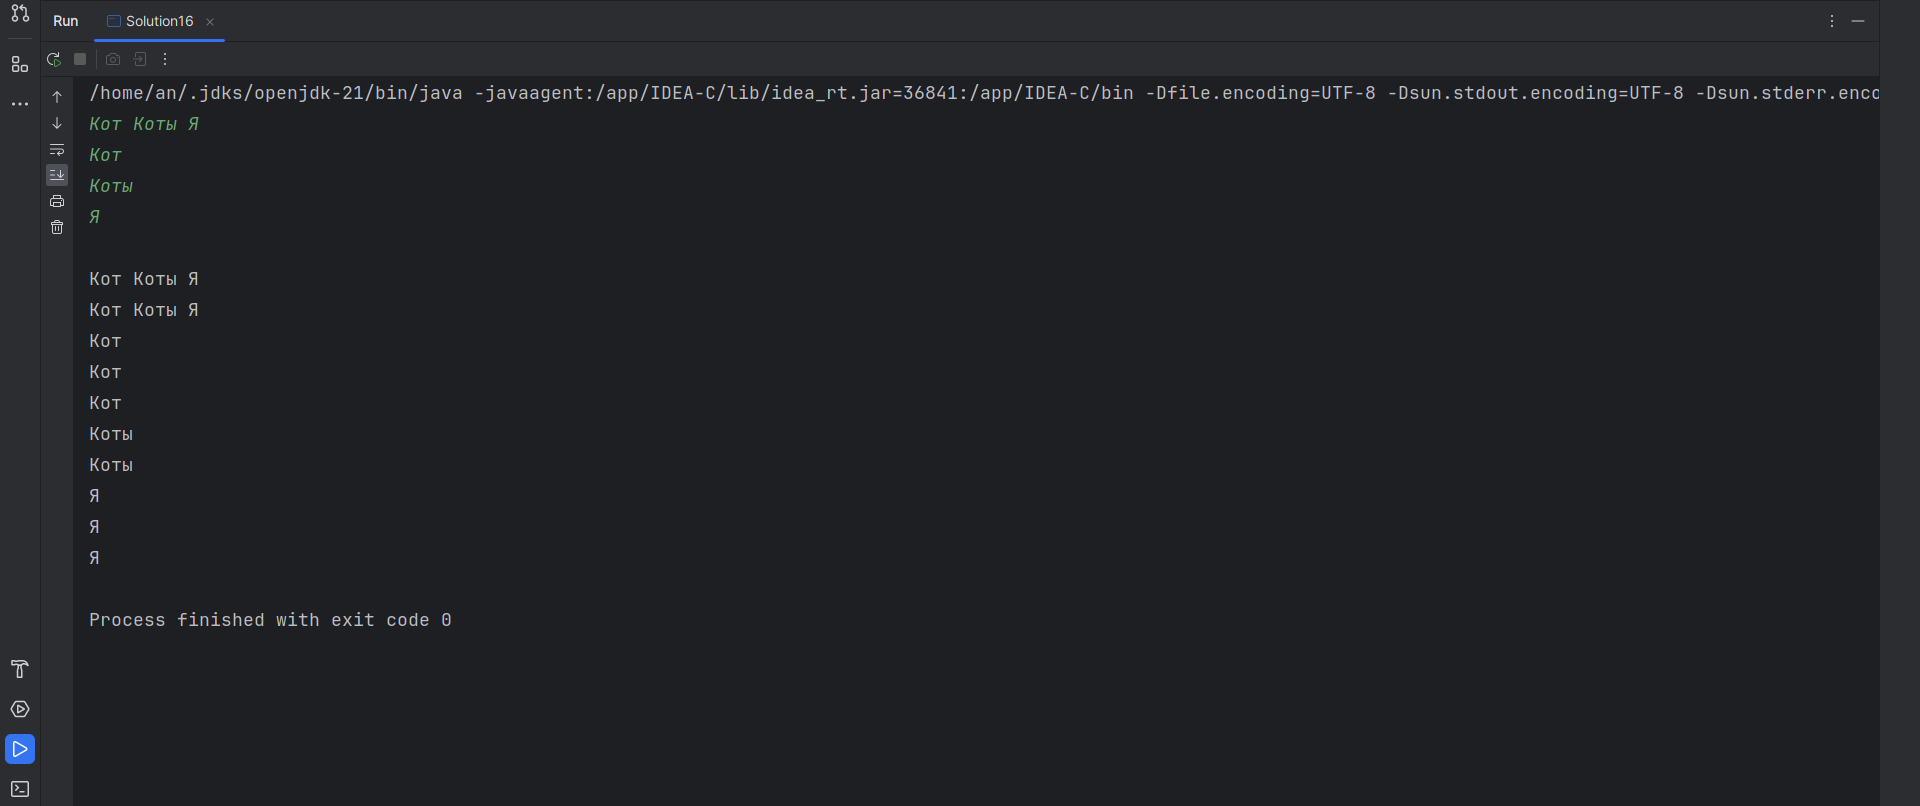 Run Solution16
/home/an/.jdks/openjdk-21/bin/java -javaagent:/app/IDEA-C/lib/idea_rt.jar=36841:/app/IDEA-C/bin -Dfile.encoding=UTF-8 -Dsun.stdout.encoding=UTF-8 -Dsun.stderr.enco
Кот Коты Я
Кот
Коты
Я
Кот Коты Я
Кот Коты Я
Кот
Кот
Кот
Коты
Коты
Я
Я
Я
Process finished with exit code 0